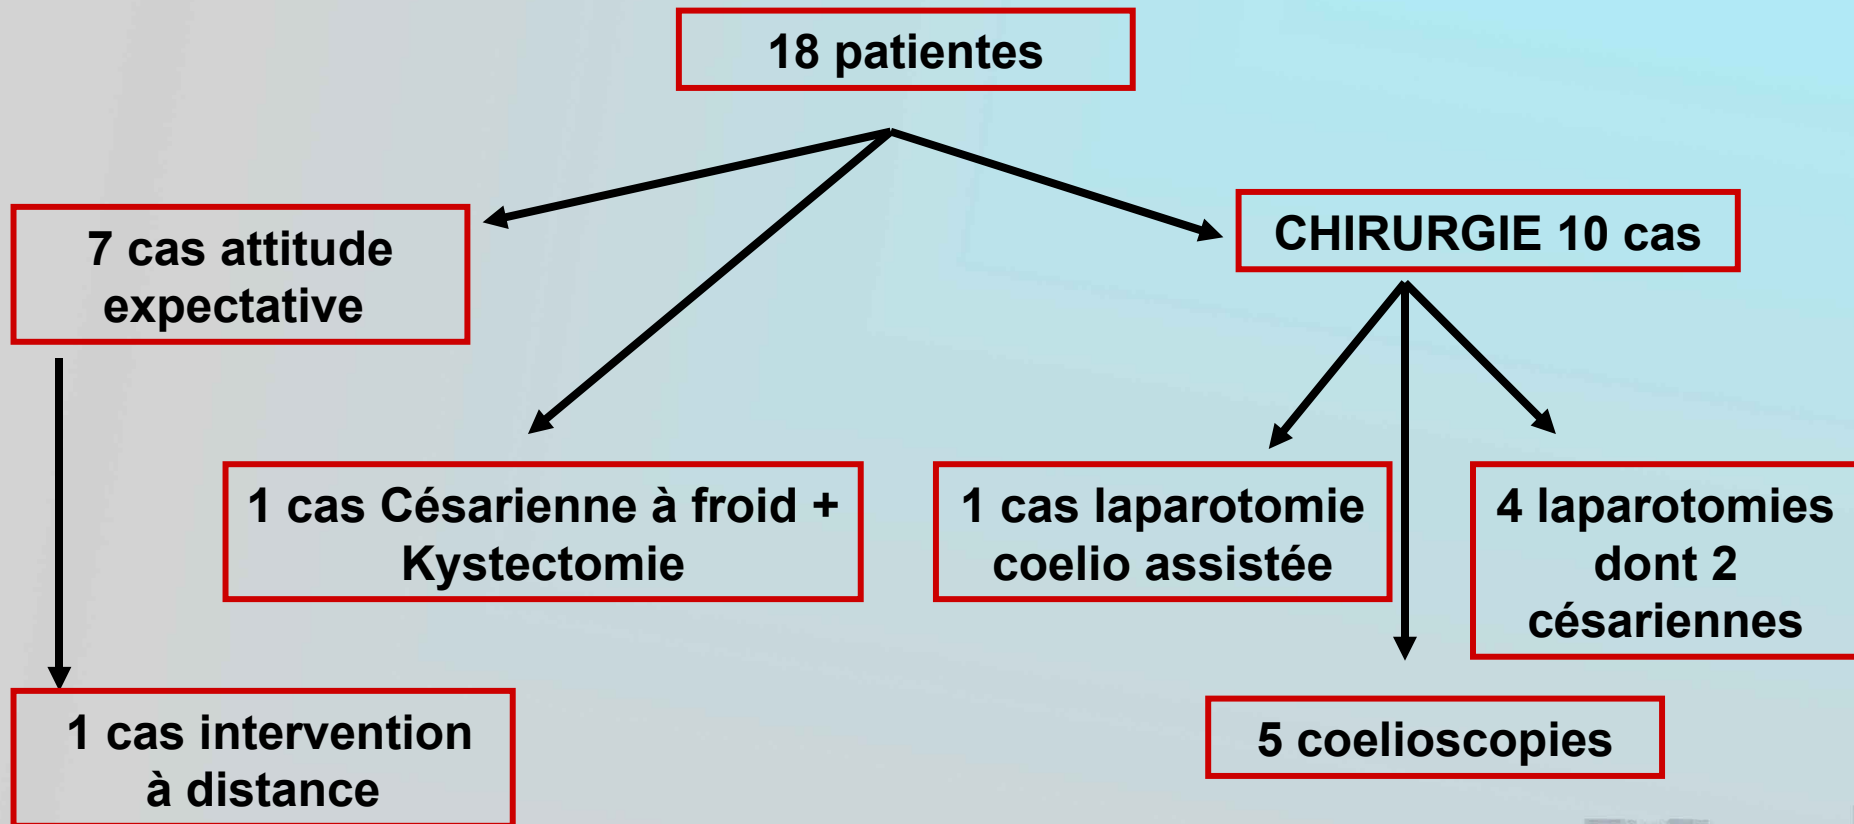 18 patientes
7 cas attitude
expectative
CHIRURGIE 10 cas
1 cas Césarienne à froid +
Kystectomie
1 cas laparotomie
coelio assistée
4 laparotomies
dont 2
césariennes
1 cas intervention
à distance
5 coelioscopies